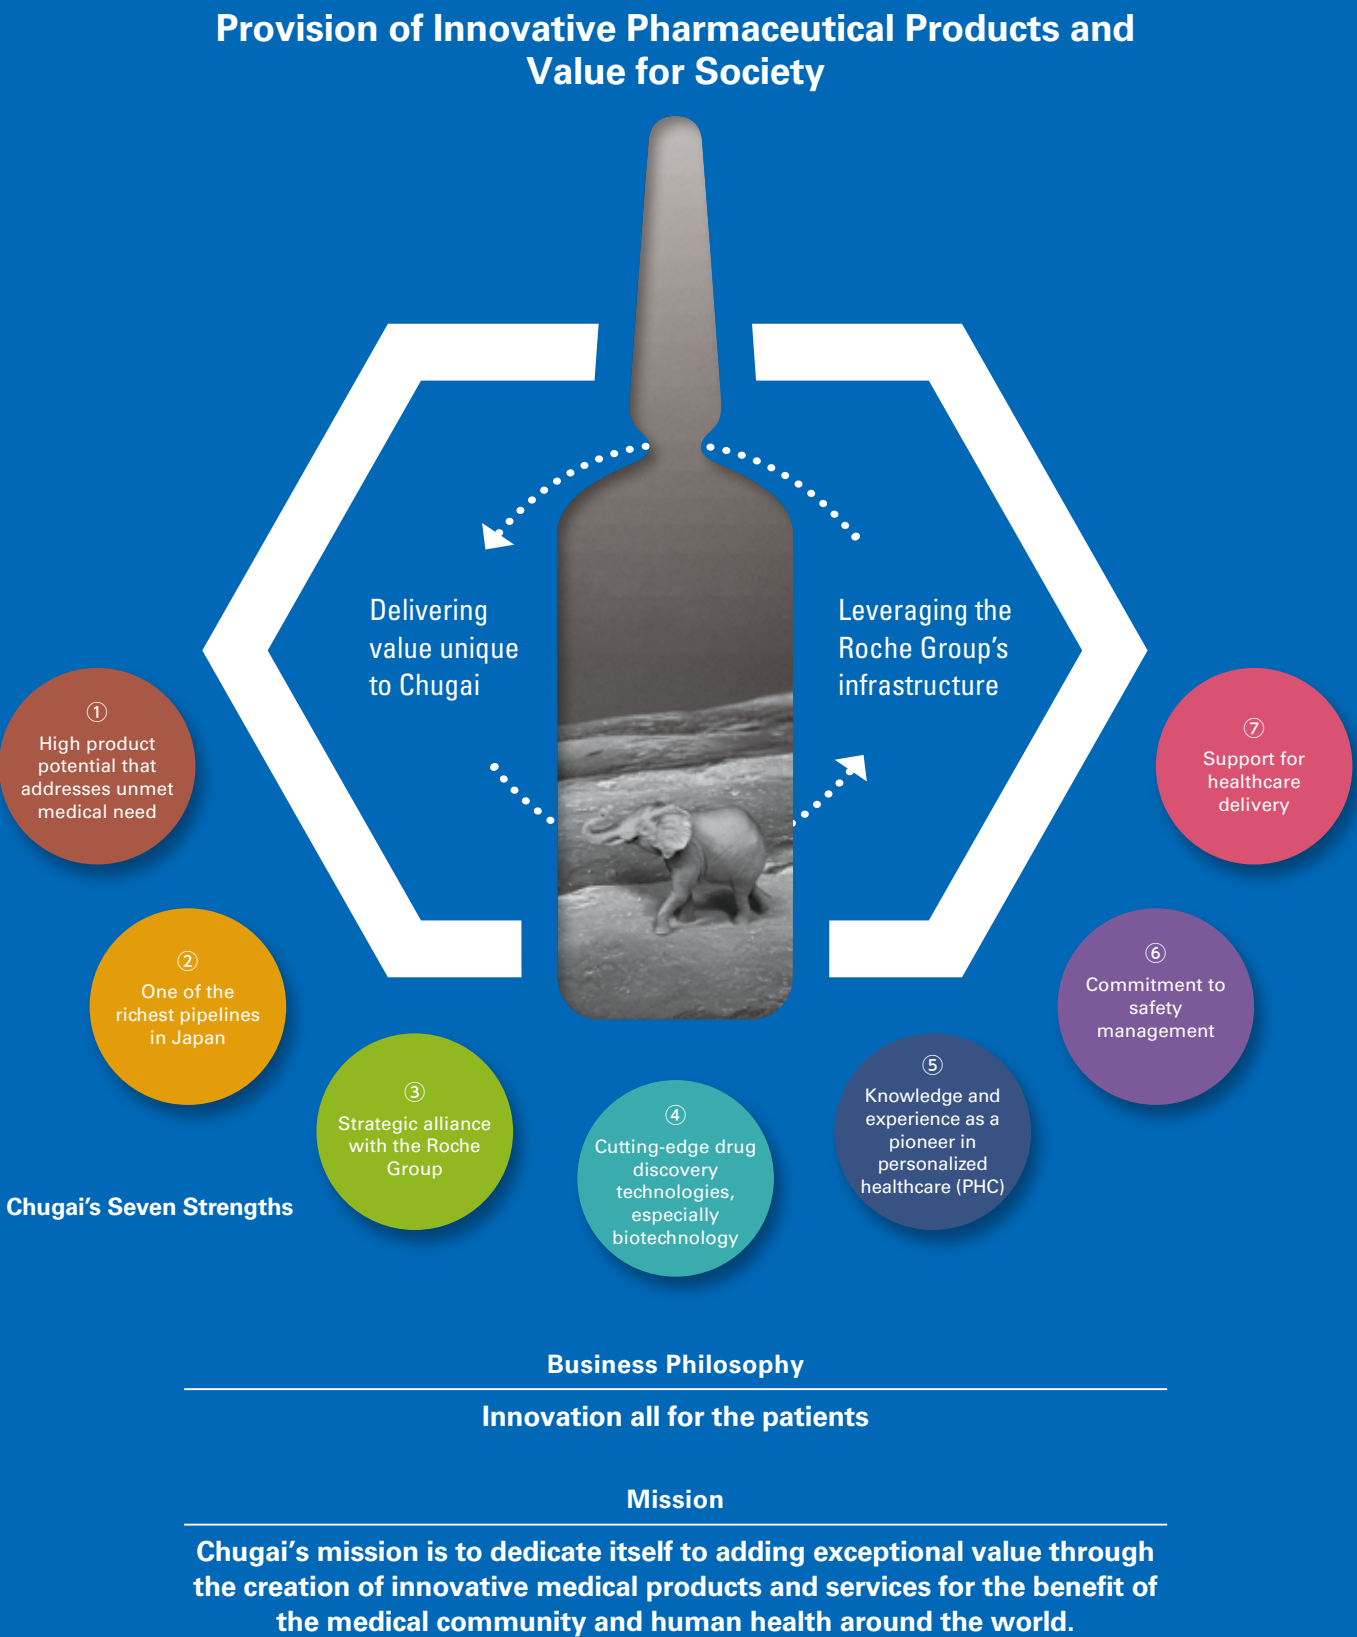 Provision of Innovative Pharmaceutical Products and
Value for Society
Delivering
value unique
to Chugai
Leveraging the
Roche Group’s
infrastructure
①
High product
potential that
addresses unmet
medical need
②
One of the
richest pipelines
in Japan
③
Strategic alliance
with the Roche
Group
④
Cutting-edge drug
discovery
technologies,
especially
biotechnology
⑤
Knowledge and
experience as a
pioneer in
personalized
healthcare (PHC)
⑥
Commitment to
safety
management
⑦
Support for
healthcare
delivery
Chugai’s Seven Strengths
Business Philosophy
Innovation all for the patients
Mission
Chugai’s mission is to dedicate itself to adding exceptional value through
the creation of innovative medical products and services for the benefit of
the medical community and human health around the world.